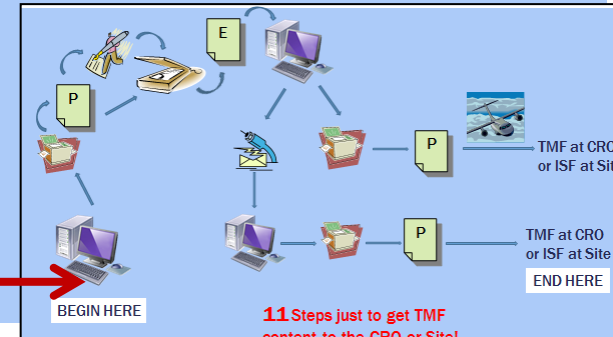 E
P
P
TMF at CRO
or ISF at Sit
P
TMF at CRO
or ISF at Site
END HERE
BEGIN HERE
11 Steps just to get TMF
content to the CRO or Site!